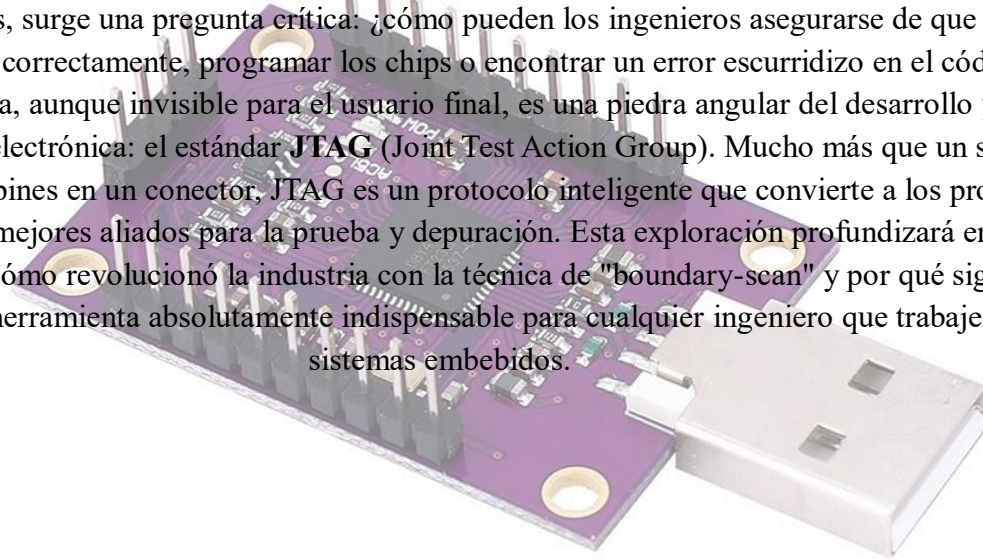 s, surge una pregunta crítica: ¿cómo pueden los ingenieros asegurarse de que
correctamente, programar los chips o encontrar un error escurridizo en el cód
a, aunque invisible para el usuario final, es una piedra angular del desarrollo
electrónica: el estándar JTAG (Joint Test Action Group). Mucho más que un s
pines en un conector, JTAG es un protocolo inteligente que convierte a los pro
mejores aliados para la prueba y depuración. Esta exploración profundizará en
ómo revolucionó la industria con la técnica de "boundary-scan" y por qué sig
herramienta absolutamente indispensable para cualquier ingeniero que trabaje
sistemas embebidos.
POW